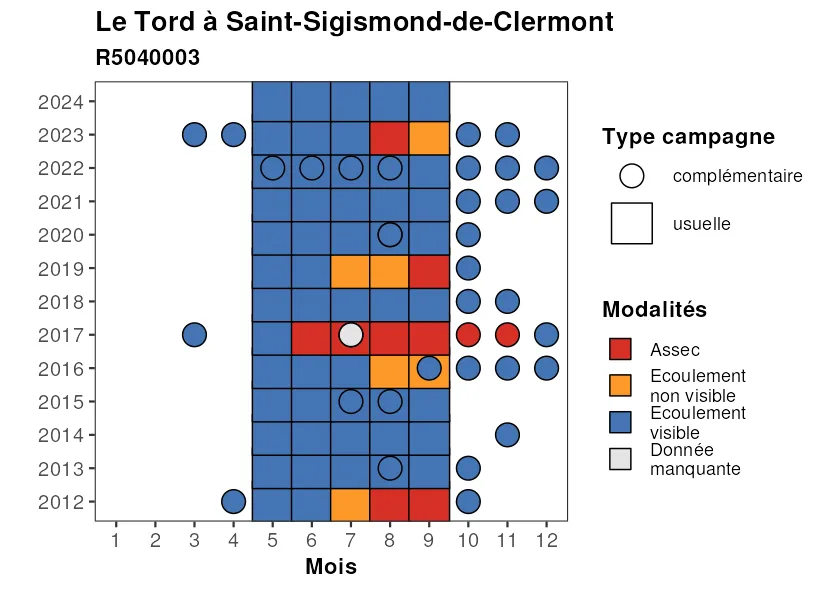 Le Tord à Saint-Sigismond-de-Clermont
R5040003
2024
2023
2022
2021
2020
2019
2018
2017
2016
2015
2014
2013
2012
1 2 3 4 5 6 7 8 9 10 11 12
Mois
Type campagne
complémentaire
usuelle
Modalités
Assec
Ecoulement
non visible
Ecoulement
visible
Donnée
manquante